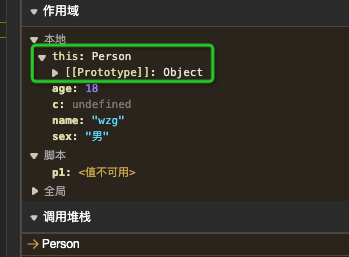 作用域
本地
this: Person
[[Prototype]]: Object
age: 18
c: undefined
name: "wzg"
sex: "男"
脚本
p1: <值不可用>
全局
调用堆栈
Person